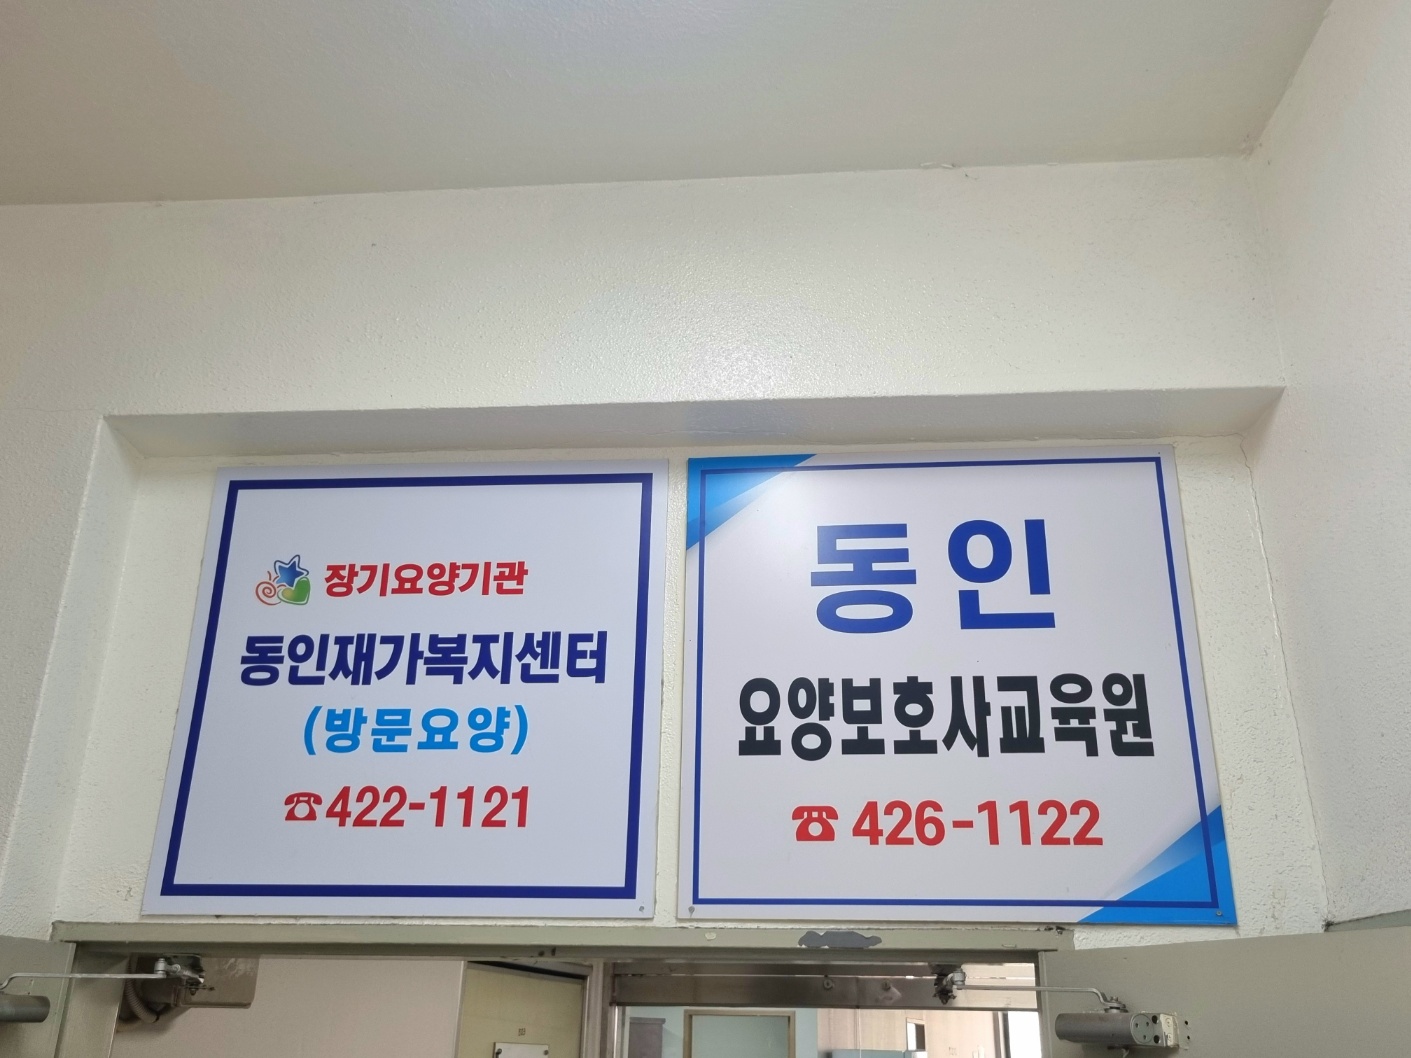 장기요양기관
동인재가복지센터
(방문요양)
☎422-1121
동인
요양보호사교육원
☎ 426-1122